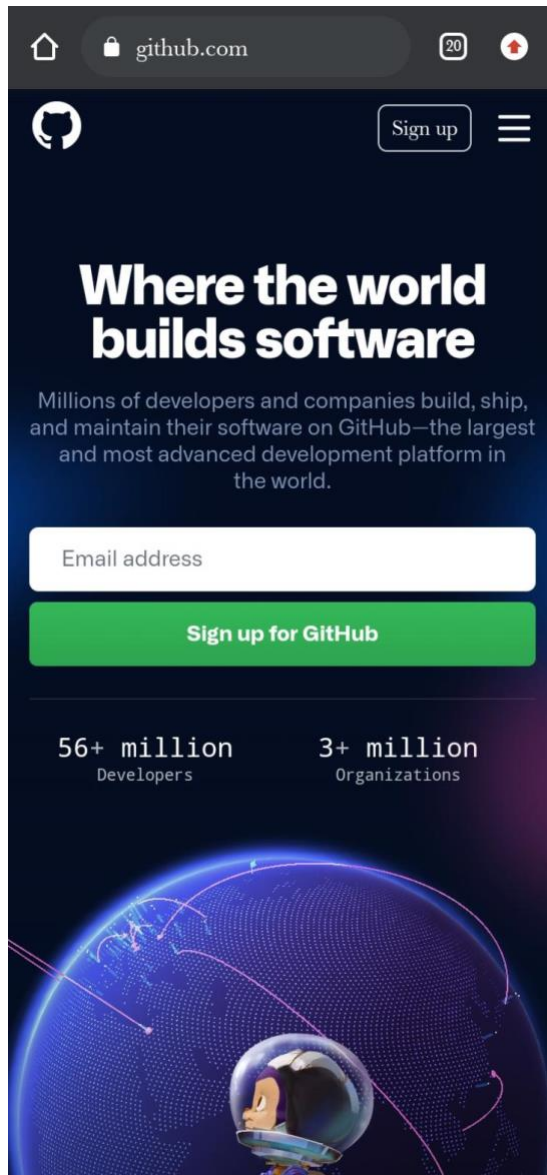 github.com
20
Sign up
Where the world
builds software
Millions of developers and companies build, ship,
and maintain their software on GitHub—the largest
and most advanced development platform in
the world.
Email address
Sign up for GitHub
56+ million
3+ million
Developers
Organizations